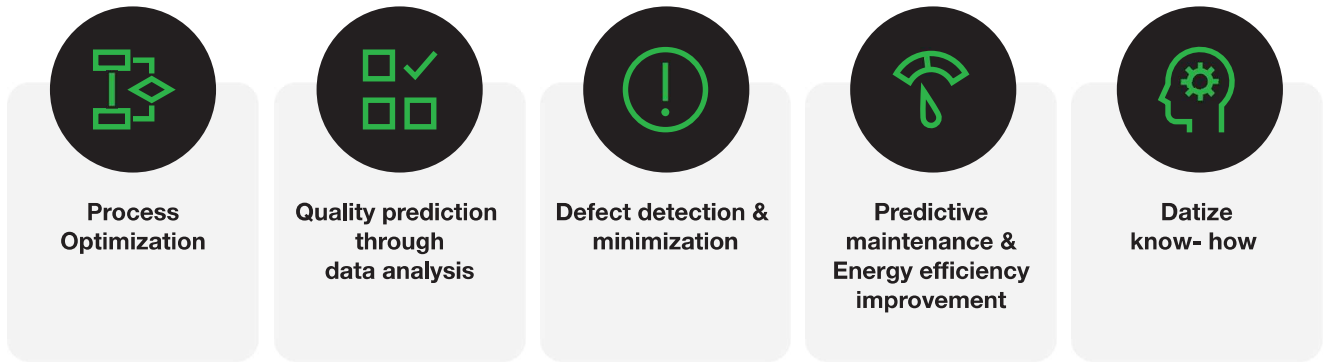 Process
Optimization
Quality prediction
through
data analysis
Defect detection &
minimization
Predictive
maintenance &
Energy efficiency
improvement
Datize
know- how